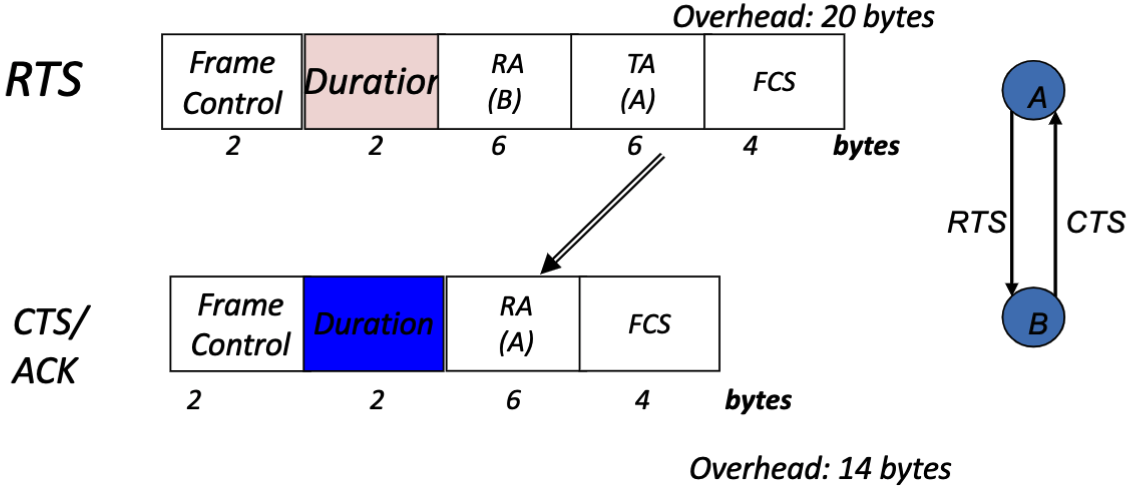 Overhead: 20 bytes
RTS
Frame
Control
Duration
RA
(B)
TA
(A)
FCS
2
2
6
6
4
bytes
A
RTS
CTS
B
CTS/
ACK
Frame
Control
Duration
RA
(A)
FCS
2
2
6
4
bytes
Overhead: 14 bytes